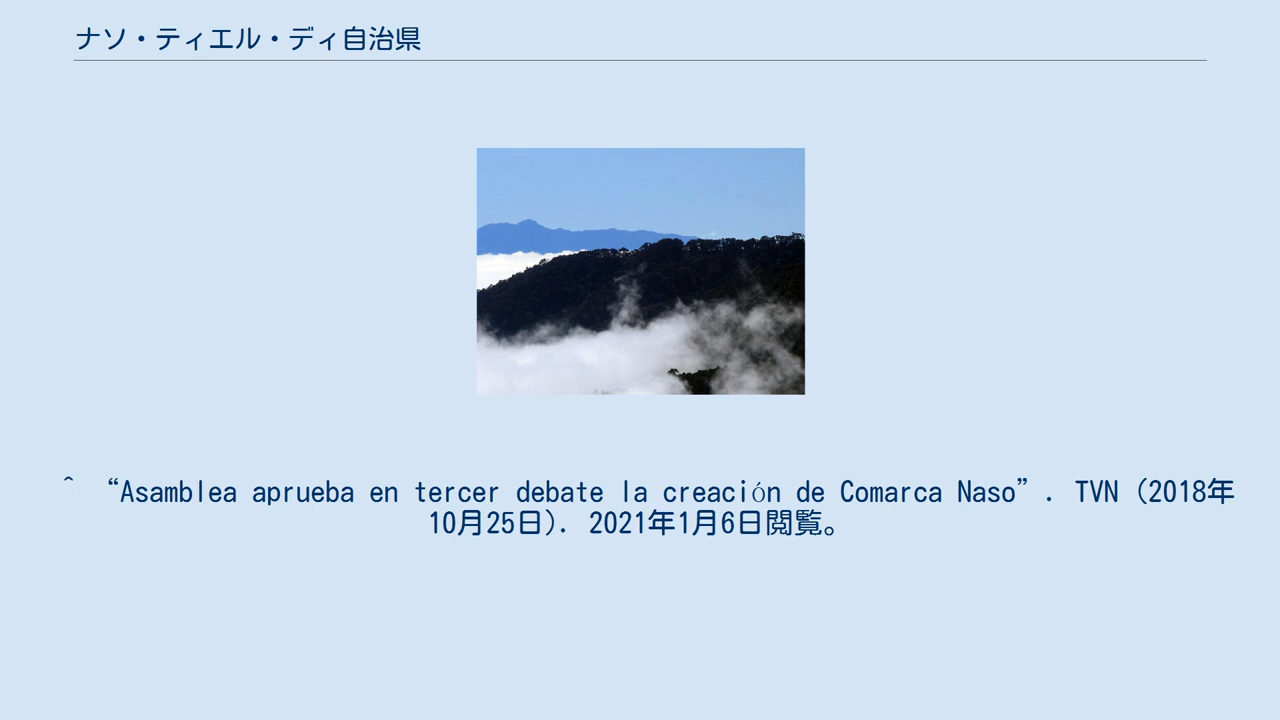 ナソ・ティエル・ディ自治県
^ “Asamblea aprueba en tercer debate la creación de Comarca Naso”. TVN (2018年
10月25日). 2021年1月6日閲覧。